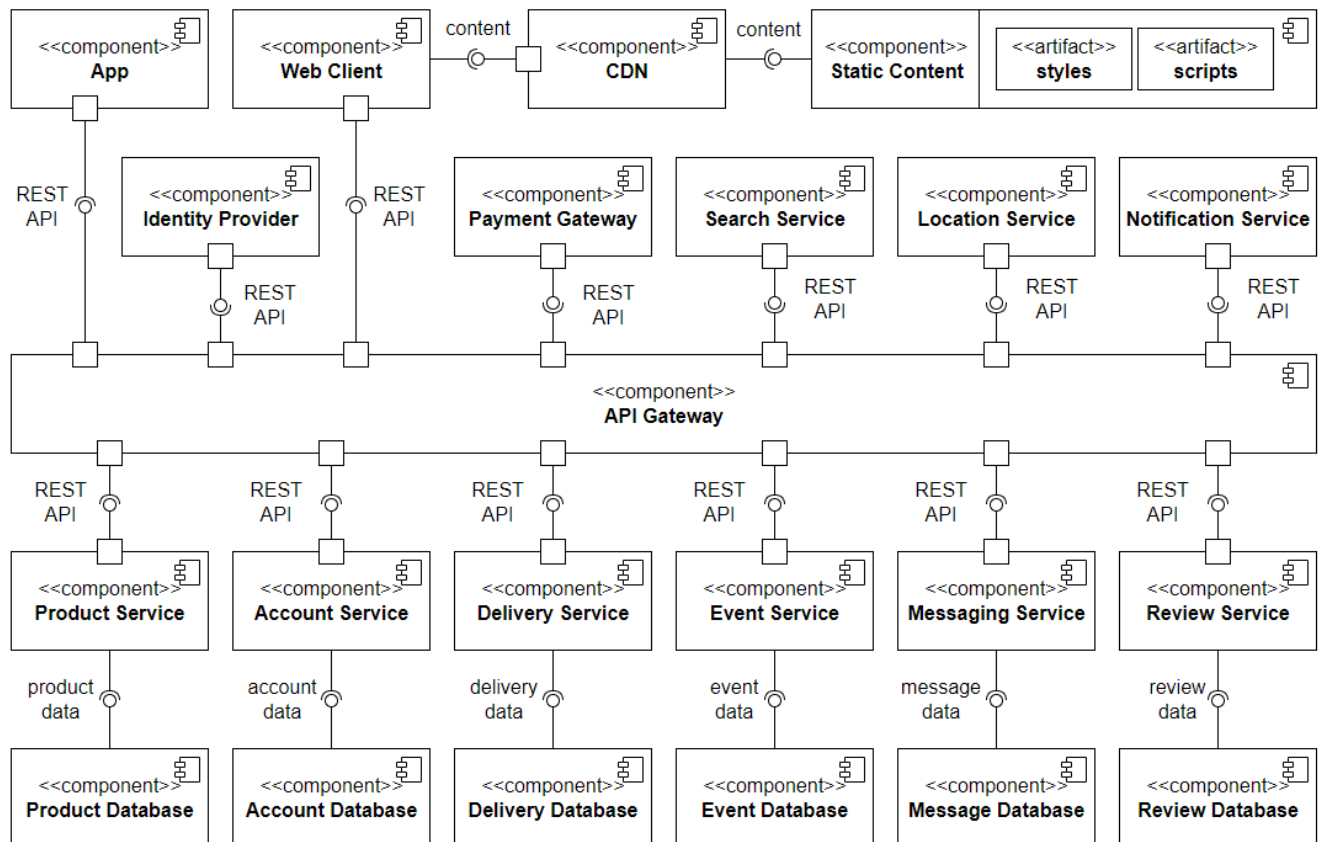 <<component>>
App
<<component>>
Web Client
content
<<component>>
CDN
content
<<component>>
Static Content
<<artifact>>
styles
<<artifact>>
scripts
REST
API
<<component>>
Identity Provider
REST
API
<<component>>
Payment Gateway
<<component>>
Search Service
<<component>>
Location Service
<<component>>
Notification Service
REST
API
REST
API
REST
API
REST
API
REST
API
<<component>>
API Gateway
REST
API
REST
API
REST
API
REST
API
REST
API
REST
API
<<component>>
Product Service
<<component>>
Account Service
<<component>>
Delivery Service
<<component>>
Event Service
<<component>>
Messaging Service
<<component>>
Review Service
product
data
account
data
delivery
data
event
data
message
data
review
data
<<component>>
Product Database
<<component>>
Account Database
<<component>>
Delivery Database
<<component>>
Event Database
<<component>>
Message Database
<<component>>
Review Database